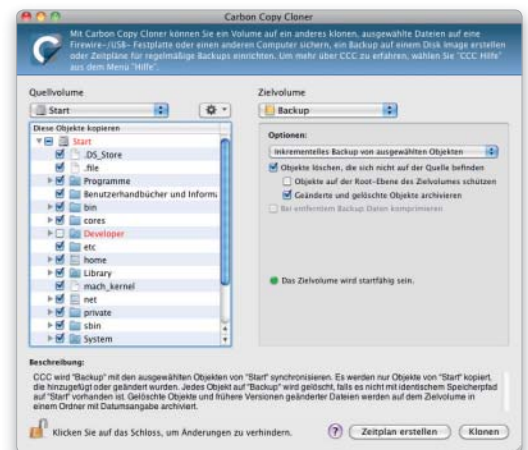 Carbon Copy Cloner
Mit Carbon Copy Cloner können Sie ein Volume auf ein anderes klonen, ausgewählte Dateien auf eine
Firewire-/USB- Festplatte oder einen anderen Computer sichern, ein Backup auf einem Disk Image erstellen
oder Zeitpläne für regelmäßige Backups einrichten. Um mehr über CCC zu erfahren, wählen Sie "CCC Hilfe"
aus dem Menü "Hilfe".
Quellvolume
Start
Diese Objekte kopieren
Start
.DS_Store
.file
Programme
Benutzerhandbücher und Informa
bin
cores
Developer
etc
home
Library
mach_kernel
net
private
sbin
System
Zielvolume
Backup
Optionen:
Inkrementelles Backup von ausgewählten Objekten
Objekte löschen, die sich nicht auf der Quelle befinden
Objekte auf der Root-Ebene des Zielvolumes schützen
Geänderte und gelöschte Objekte archivieren
Bei entferntem Backup Daten komprimieren
Das Zielvolume wird startfähig sein.
Beschreibung:
CCC wird "Backup" mit den ausgewählten Objekten von "Start" synchronisieren. Es werden nur Objekte von "Start" kopiert,
die hinzugefügt oder geändert wurden. Jedes Objekt auf "Backup" wird gelöscht, falls es nicht mit identischem Speicherpfad
auf "Start" vorhanden ist. Gelöschte Objekte und frühere Versionen geänderter Dateien werden auf dem Zielvolume in
einem Ordner mit Datumsangabe archiviert.
Klicken Sie auf das Schloss, um Änderungen zu verhindern.
?
Zeitplan erstellen
Klonen